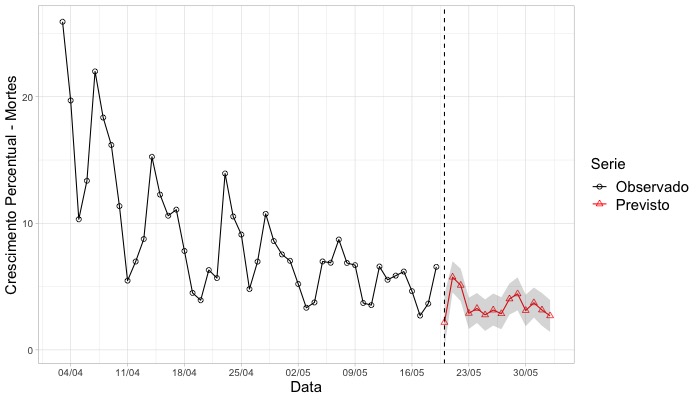 Crescimento Percentual - Mortes
20
10
0
04/04 11/04 18/04 25/04 02/05 09/05 16/05 23/05 30/05
Data
Serie
Observado
Previsto